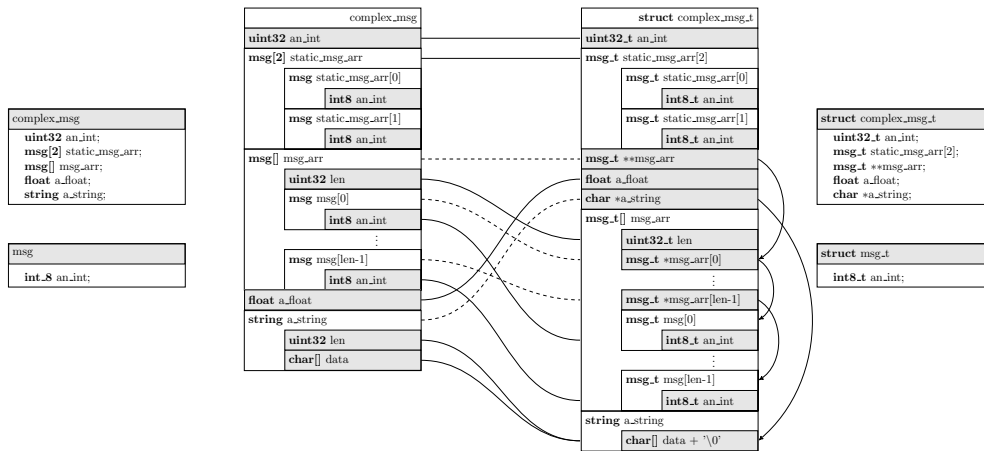 complex_msg
uint32 an_int;
msg[2] static_msg_arr;
msg[] msg_arr;
float a_float;
string a_string;
msg
int_8 an_int;
complex_msg
uint32 an_int
msg[2] static_msg_arr
msg static_msg_arr[0]
int8 an_int
msg static_msg_arr[1]
int8 an_int
msg[] msg_arr
uint32 len
msg msg[0]
int8 an_int
⋮
msg msg[len-1]
int8 an_int
float a_float
string a_string
uint32 len
char[] data
struct complex_msg_t
uint32_t an_int
msg_t static_msg_arr[2]
msg_t static_msg_arr[0]
int8_t an_int
msg_t static_msg_arr[1]
int8_t an_int
msg_t **msg_arr
float a_float
char *a_string
msg_t[] msg_arr
uint32_t len
msg_t *msg_arr[0]
⋮
msg_t *msg_arr[len-1]
msg_t msg[0]
int8_t an_int
⋮
msg_t msg[len-1]
int8_t an_int
string a_string
char[] data + '\0'
struct complex_msg_t
uint32_t an_int;
msg_t static_msg_arr[2];
msg_t **msg_arr;
float a_float;
char *a_string;
struct msg_t
int8_t an_int;